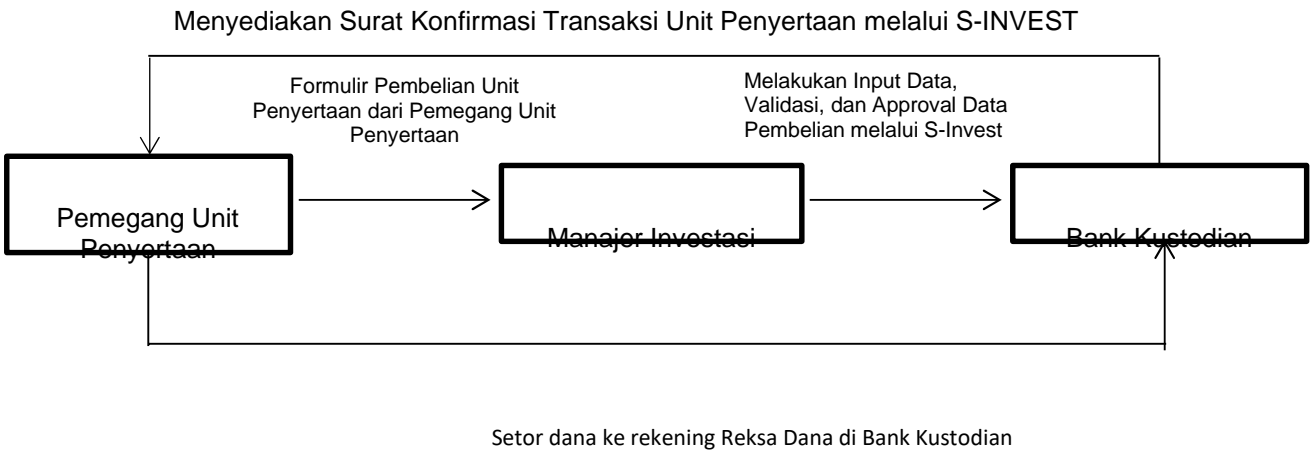 Menyediakan Surat Konfirmasi Transaksi Unit Penyertaan melalui S-INVEST
Formulir Pembelian Unit
Penyertaan dari Pemegang Unit
Penyertaan
Melakukan Input Data,
Validasi, dan Approval Data
Pembelian melalui S-Invest
Pemegang Unit
Penyertaan
Manajer Investasi
Bank Kustodian
Setor dana ke rekening Reksa Dana di Bank Kustodian